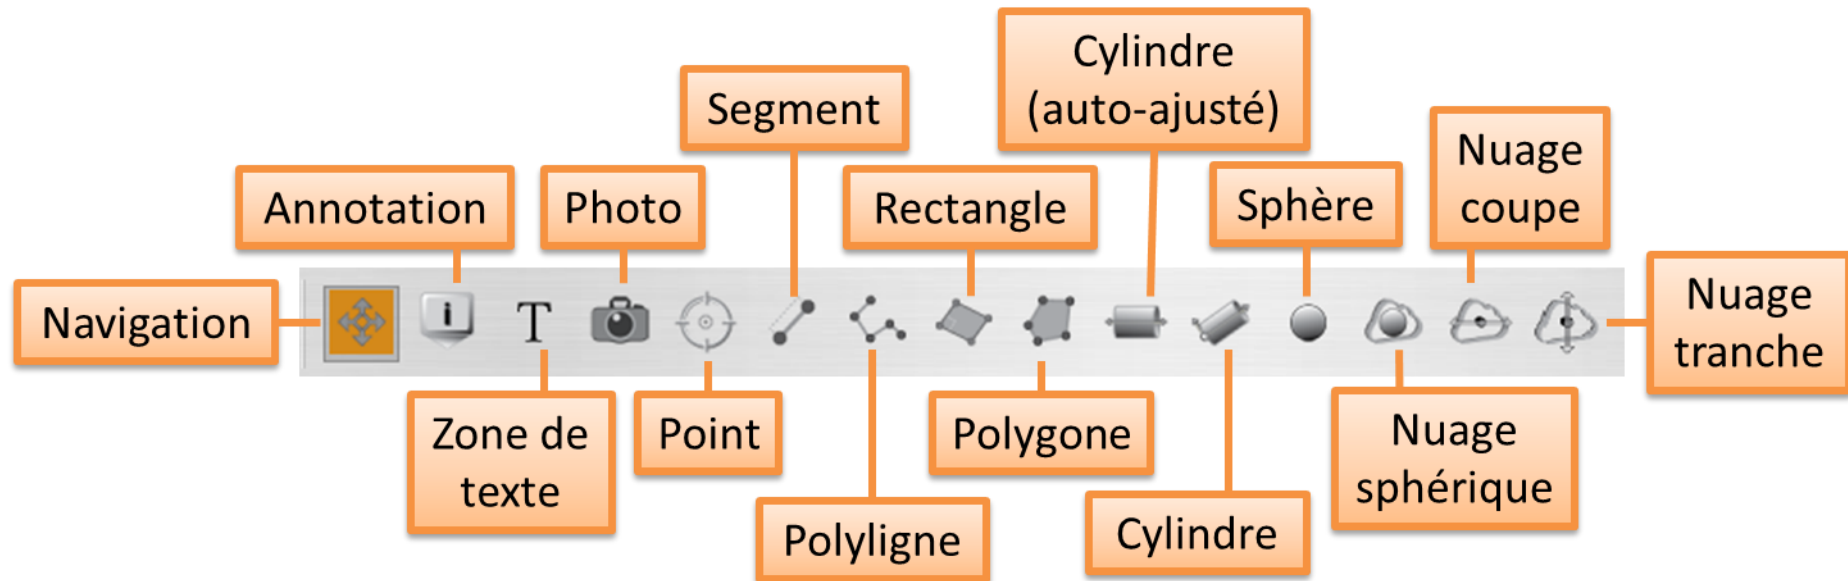 Navigation
Annotation
Zone de
texte
Photo
Point
Segment
Polyligne
Rectangle
Polygone
Cylindre
(auto-ajusté)
Cylindre
Sphère
Nuage
sphérique
Nuage
coupe
Nuage
tranche
i
T